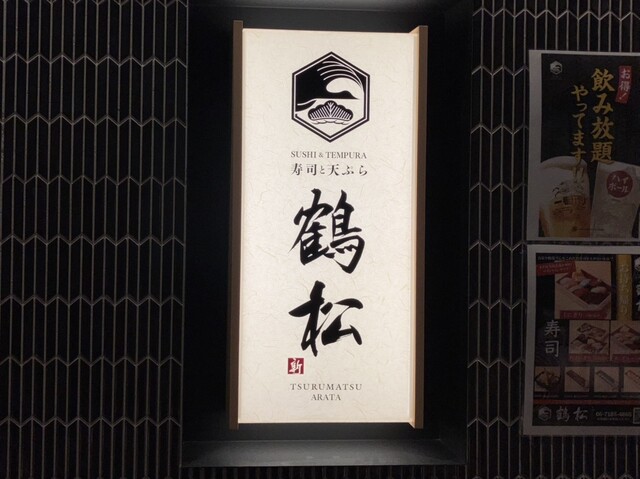 SUSHI & TEMPURA
寿司と天ぷら
鶴松
新
TSURUMATSU
ARATA
お得!
飲み放題
やってます!!
寿司
鶴松